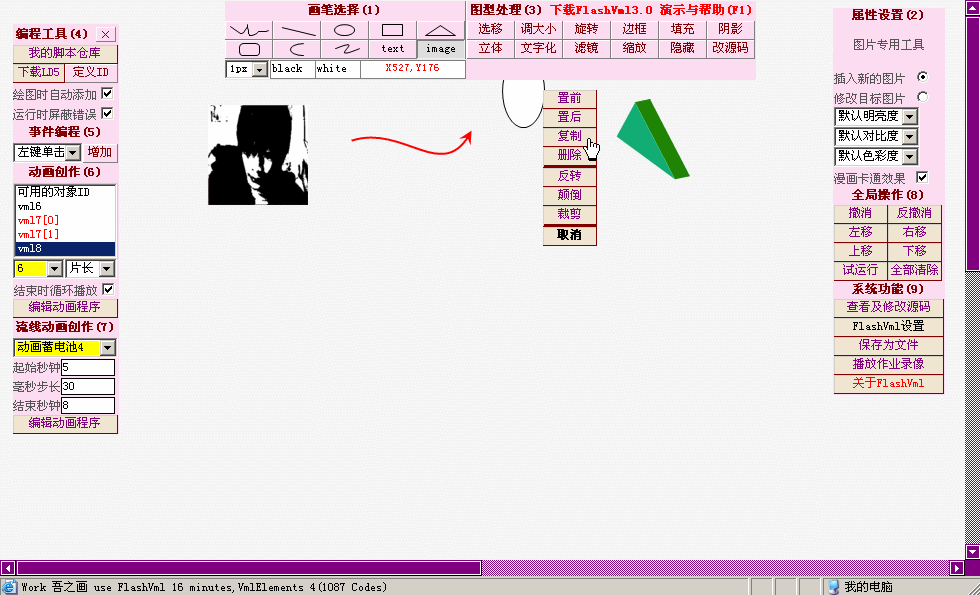 编程工具(4)
我的脚本仓库
下载LD5 定义ID
绘图时自动添加
运行时屏蔽错误
事件编程(5)
左键单击 增加
动画创作(6)
可用的对象ID
vml6
vml7[0]
vml7[1]
vml8
6 片长
结束时循环播放
编辑动画程序
流线动画创作(7)
动画蓄电池4
起始秒钟 5
毫秒步长 30
结束秒钟 8
编辑动画程序
画笔选择(1)
text image
1px black white X527,Y176
图型处理(3) 下载FlashVml3.0 演示与帮助(F1)
选移 调大小 旋转 边框 填充 阴影
立体 文字化 滤镜 缩放 隐藏 改源码
置前
置后
复制
删除
反转
颠倒
裁剪
取消
属性设置(2)
图片专用工具
插入新的图片
修改目标图片
默认明亮度
默认对比度
默认色彩度
漫画卡通效果
全局操作(8)
撤消 反撤消
左移 右移
上移 下移
试运行 全部清除
系统功能(9)
查看及修改源码
FlashVml设置
保存为文件
播放作业录像
关于FlashVml
Work 吾之画 use FlashVml 16 minutes,VmlElements 4(1087 Codes)
我的电脑